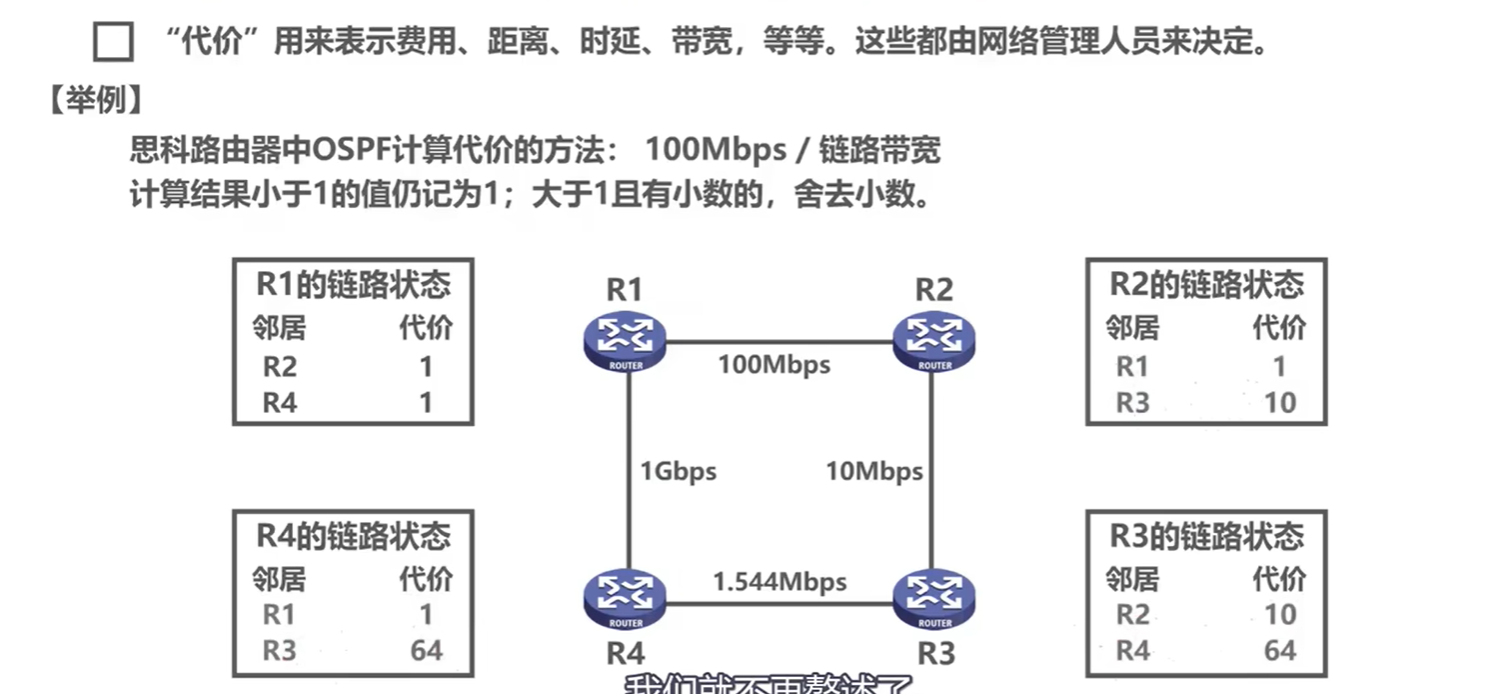 “代价”用来表示费用、距离、时延、带宽，等等。这些都由网络管理人员来决定。
【举例】
思科路由器中OSPF计算代价的方法： 100Mbps / 链路带宽
计算结果小于1的值仍记为1；大于1且有小数的，舍去小数。
R1的链路状态
邻居 代价
R2 1
R4 1
R1
ROUTER
100Mbps
R2
ROUTER
R2的链路状态
邻居 代价
R1 1
R3 10
1Gbps
10Mbps
R4的链路状态
邻居 代价
R1 1
R3 64
ROUTER
R4
1.544Mbps
ROUTER
R3
R3的链路状态
邻居 代价
R2 10
R4 64
我们就不再赘述了